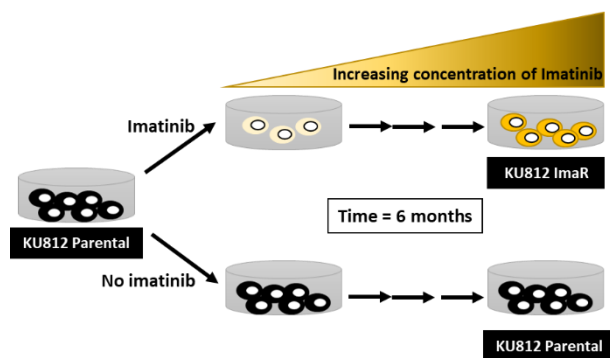 Increasing concentration of Imatinib
Imatinib
KU812 ImaR
KU812 Parental
Time = 6 months
No imatinib
KU812 Parental